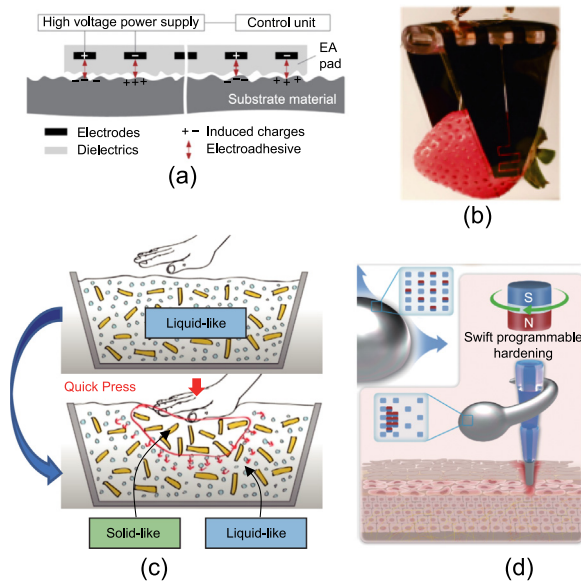 High voltage power supply
Control unit
EA
pad
+ - + -
Substrate material
Electrodes
Dielectrics
+- Induced charges
Electroadhesive
(a)
(b)
Liquid-like
Quick Press
Solid-like
Liquid-like
(c)
S
N
Swift programmable
hardening
(d)